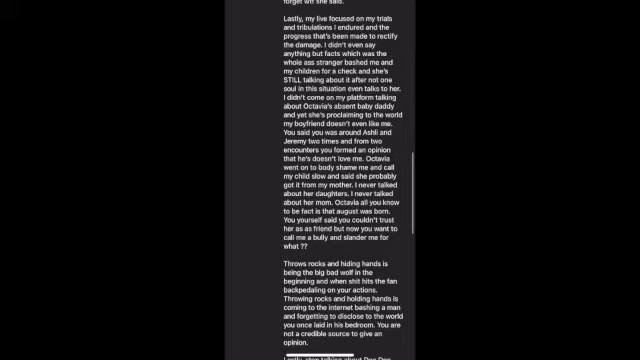 forget wtf she said.
Lastly, my live focused on my trials
and tribulations I endured and the
progress that's been made to rectify
the damage. I didn't even say
anything but facts which was the
whole ass stranger bashed me and
my children for a check and she's
STILL talking about it after not one
soul in this situation even talks to her.
I didn't come on my platform talking
about Octavia's absent baby daddy
and yet she's proclaiming to the world
my boyfriend doesn't even like me.
You said you was around Ashli and
Jeremy two times and from two
encounters you formed an opinion
that he's doesn't love me. Octavia
went on to body shame me and call
my child slow and said she probably
got it from my mother. I never talked
about her daughters. I never talked
about her mom. Octavia all you know
to be fact is that august was born.
You yourself said you couldn't trust
her as as friend but now you want to
call me a bully and slander me for
what ??
Throws rocks and hiding hands is
being the big bad wolf in the
beginning and when shit hits the fan
backpedaling on your actions.
Throwing rocks and holding hands is
coming to the internet bashing a man
and forgetting to disclose to the world
you once laid in his bedroom. You are
not a credible source to give an
opinion.
Lastly, stop talking about Dee Dee